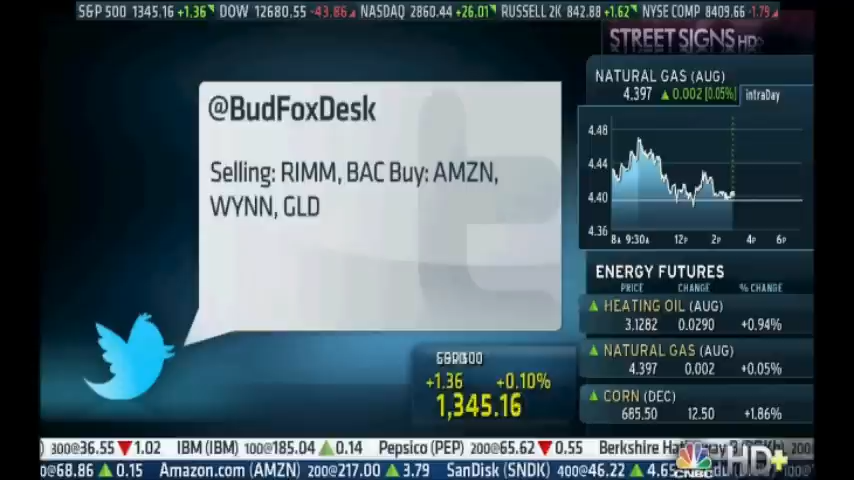 S&P 500 1345.16 +1.36 DOW 12680.55 -43.86 NASDAQ 2860.44 +26.01 RUSSELL 2K 842.88 +1.62 NYSE COMP 8409.66 -1.79
STREET SIGNS HD
@BudFoxDesk
Selling: RIMM, BAC Buy: AMZN,
WYNN, GLD
NATURAL GAS (AUG)
4.397 ▲ 0.002 (0.05%) intraDay
4.48
4.44
4.40
4.36
8A 9:30A 12P 2P 4P 6P
ENERGY FUTURES
PRICE CHANGE % CHANGE
▲ HEATING OIL (AUG)
3.1282 0.0290 +0.94%
▲ NATURAL GAS (AUG)
4.397 0.002 +0.05%
▲ CORN (DEC)
685.50 12.50 +1.86%
+1.36 +0.10%
1,345.16
300@36.55 ▼ 1.02 IBM (IBM) 100@185.04 ▲ 0.14 Pepsico (PEP) 200@65.62 ▼ 0.55 Berkshire 200
@68.86 ▲ 0.15 Amazon.com (AMZN) 200@217.00 ▲ 3.79 SanDisk (SNDK) 400@46.22 ▲ 4.65
CNBC HD+